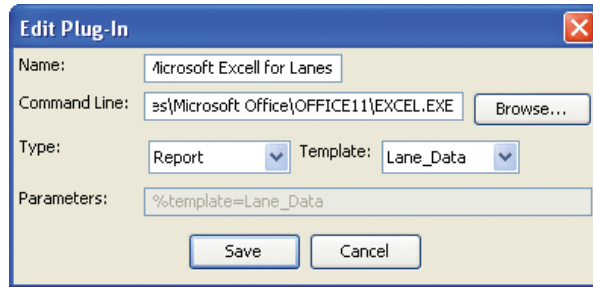 Edit Plug-In
Name: Microsoft Excell for Lanes
Command Line: es\Microsoft Office\OFFICE11\EXCEL.EXE Browse...
Type: Report Template: Lane_Data
Parameters: %template=Lane_Data
Save Cancel